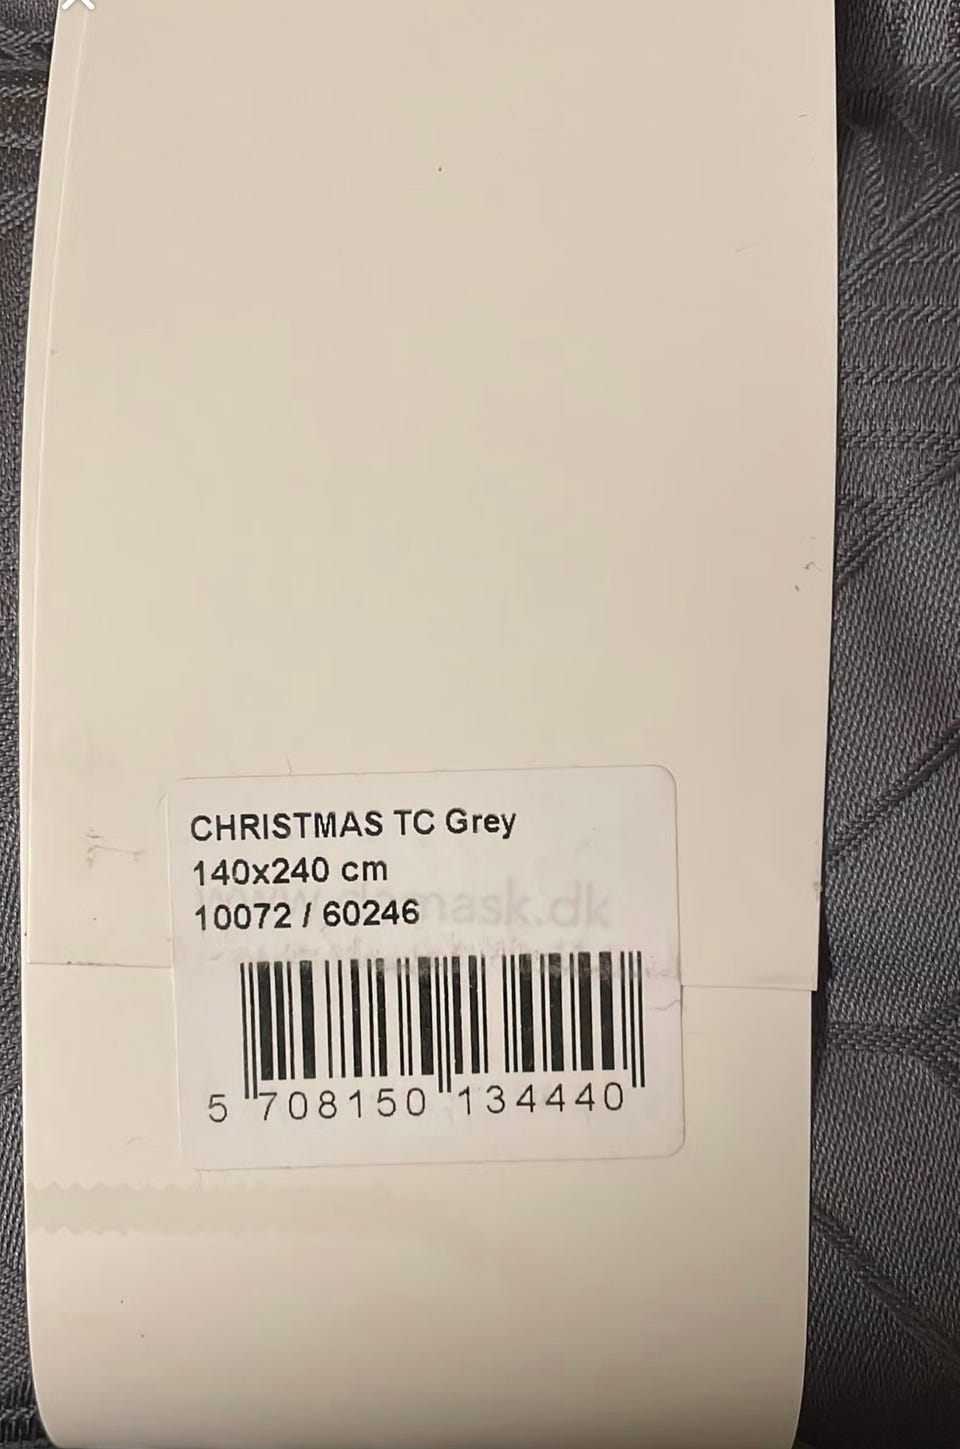 CHRISTMAS TC Grey
140x240 cm
10072 / 60246
5 708150 134440